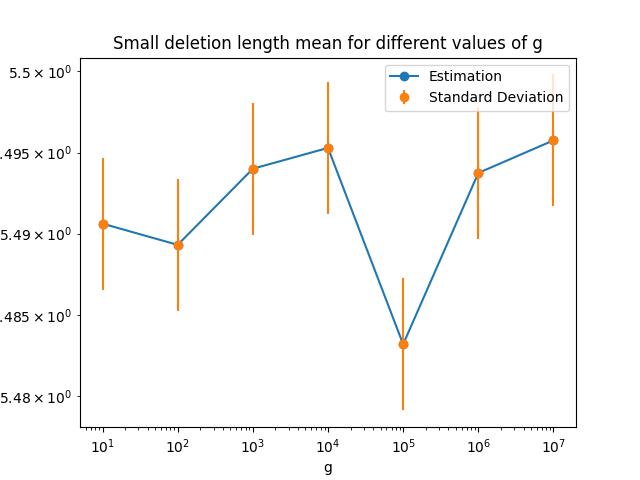 Small deletion length mean for different values of g
Estimation
Standard Deviation
5.5 × 10⁰
.495 × 10⁰
5.49 × 10⁰
.485 × 10⁰
5.48 × 10⁰
10¹ 10² 10³ 10⁴ 10⁵ 10⁶ 10⁷
g